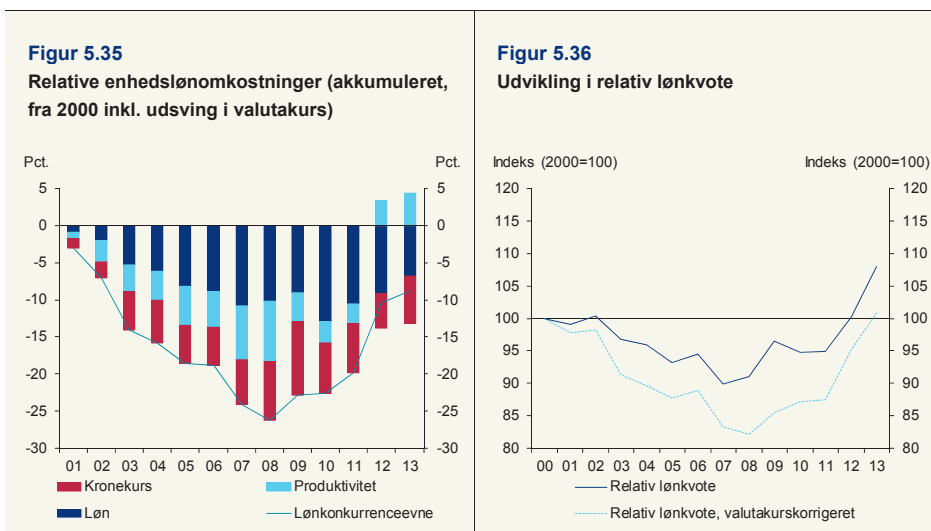 Figur 5.35
Relative enhedslønomkostninger (akkumuleret,
fra 2000 inkl. udsving i valutakurs)
Pct. Pct.
5 5
0 0
-5 -5
-10 -10
-15 -15
-20 -20
-25 -25
-30 -30
01 02 03 04 05 06 07 08 09 10 11 12 13
Kronekurs Produktivitet
Løn Lønkonkurrenceevne
Figur 5.36
Udvikling i relativ lønkvote
Indeks (2000=100) Indeks (2000=100)
120 120
115 115
110 110
105 105
100 100
95 95
90 90
85 85
80 80
00 01 02 03 04 05 06 07 08 09 10 11 12 13
Relativ lønkvote
Relativ lønkvote, valutakurskorrigeret